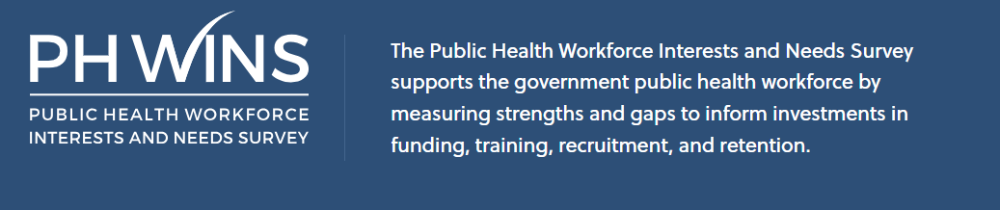 PH WINS
PUBLIC HEALTH WORKFORCE
INTERESTS AND NEEDS SURVEY
The Public Health Workforce Interests and Needs Survey
supports the government public health workforce by
measuring strengths and gaps to inform investments in
funding, training, recruitment, and retention.